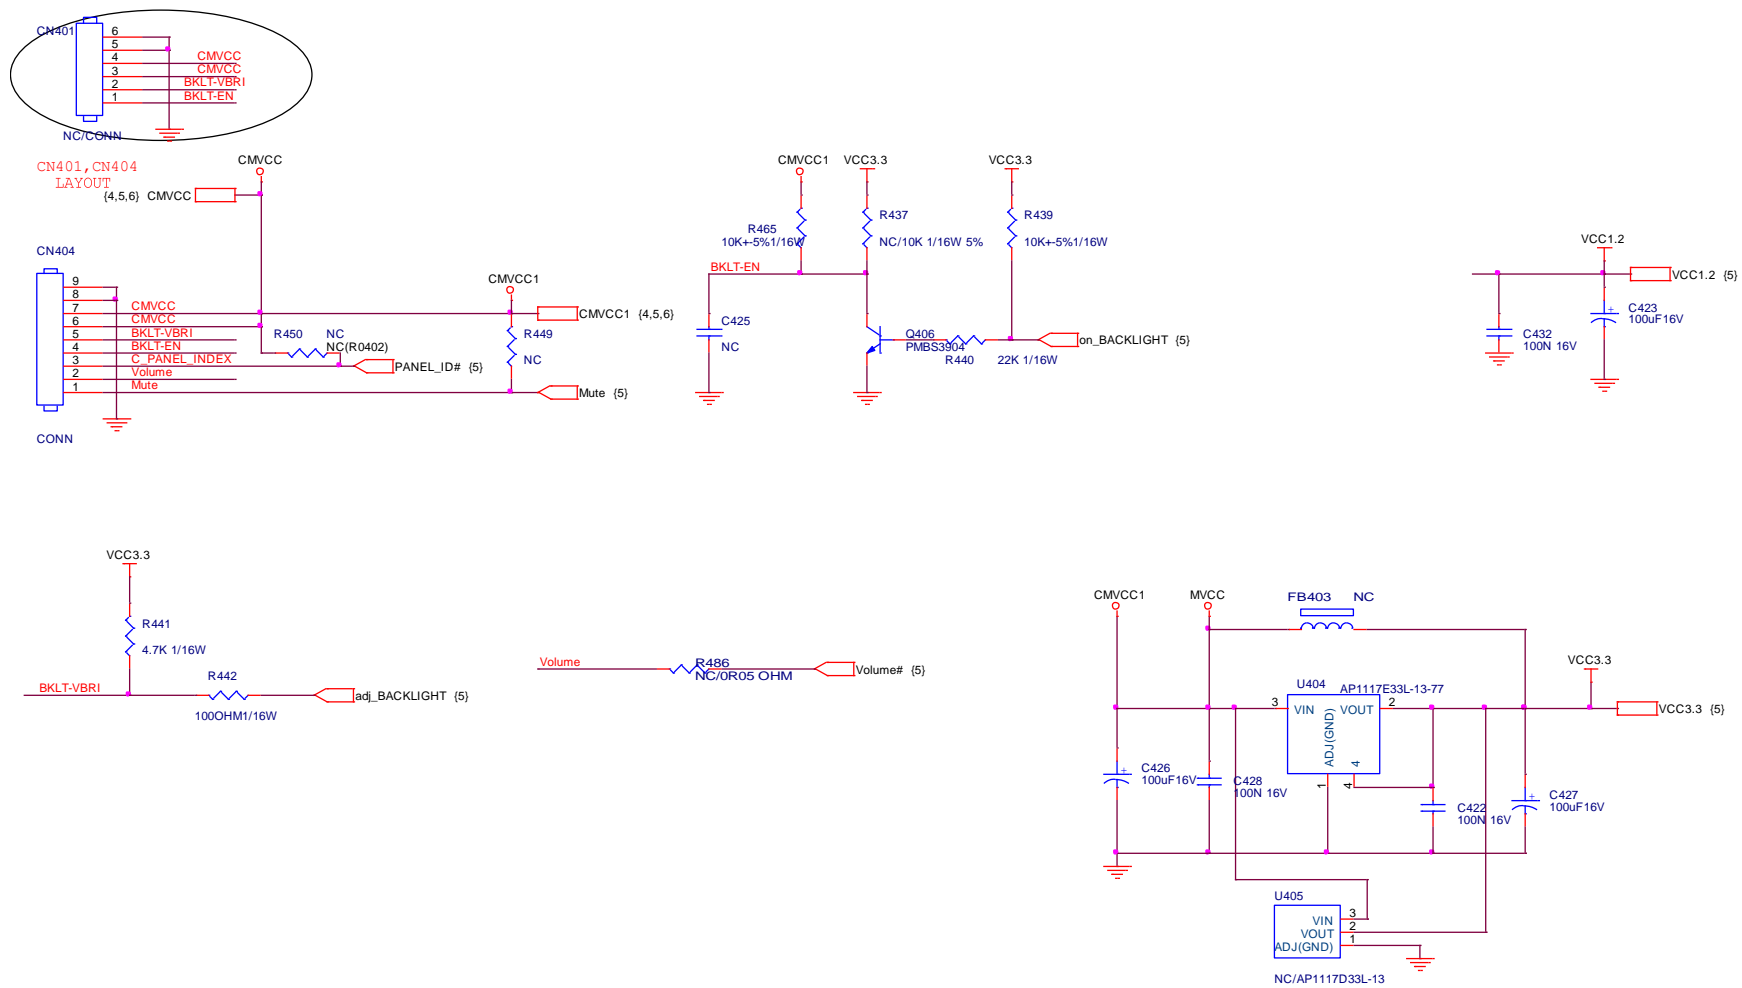 CN401
6
5
4
3
2
1
CMVCC
CMVCC
BKLT-VBRI
BKLT-EN
NC/CONN
CN401,CN404
LAYOUT
CMVCC
{4,5,6} CMVCC
CN404
9
8
7
6
5
4
3
2
1
CMVCC
CMVCC
BKLT-VBRI
BKLT-EN
C_PANEL_INDEX
Volume
Mute
CONN
R450
NC
NC(R0402)
PANEL_ID# {5}
CMVCC1
CMVCC1 {4,5,6}
R449
NC
Mute {5}
CMVCC1
VCC3.3
VCC3.3
R465
10K+-5%1/16W
R437
NC/10K 1/16W 5%
R439
10K+-5%1/16W
BKLT-EN
C425
NC
Q406
PMBS3904
R440
22K 1/16W
on_BACKLIGHT {5}
VCC1.2
VCC1.2 {5}
C423
100uF16V
C432
100N 16V
VCC3.3
R441
4.7K 1/16W
BKLT-VBRI
R442
100OHM1/16W
adj_BACKLIGHT {5}
Volume
R486
NC/0R05 OHM
Volume# {5}
CMVCC1
MVCC
FB403 NC
VCC3.3
U404
AP1117E33L-13-77
3
VIN
VOUT
2
ADJ(GND)
4
1
4
VCC3.3 {5}
C426
100uF16V
C428
100N 16V
C422
100N 16V
C427
100uF16V
U405
VIN
3
VOUT
2
ADJ(GND)
1
NC/AP1117D33L-13